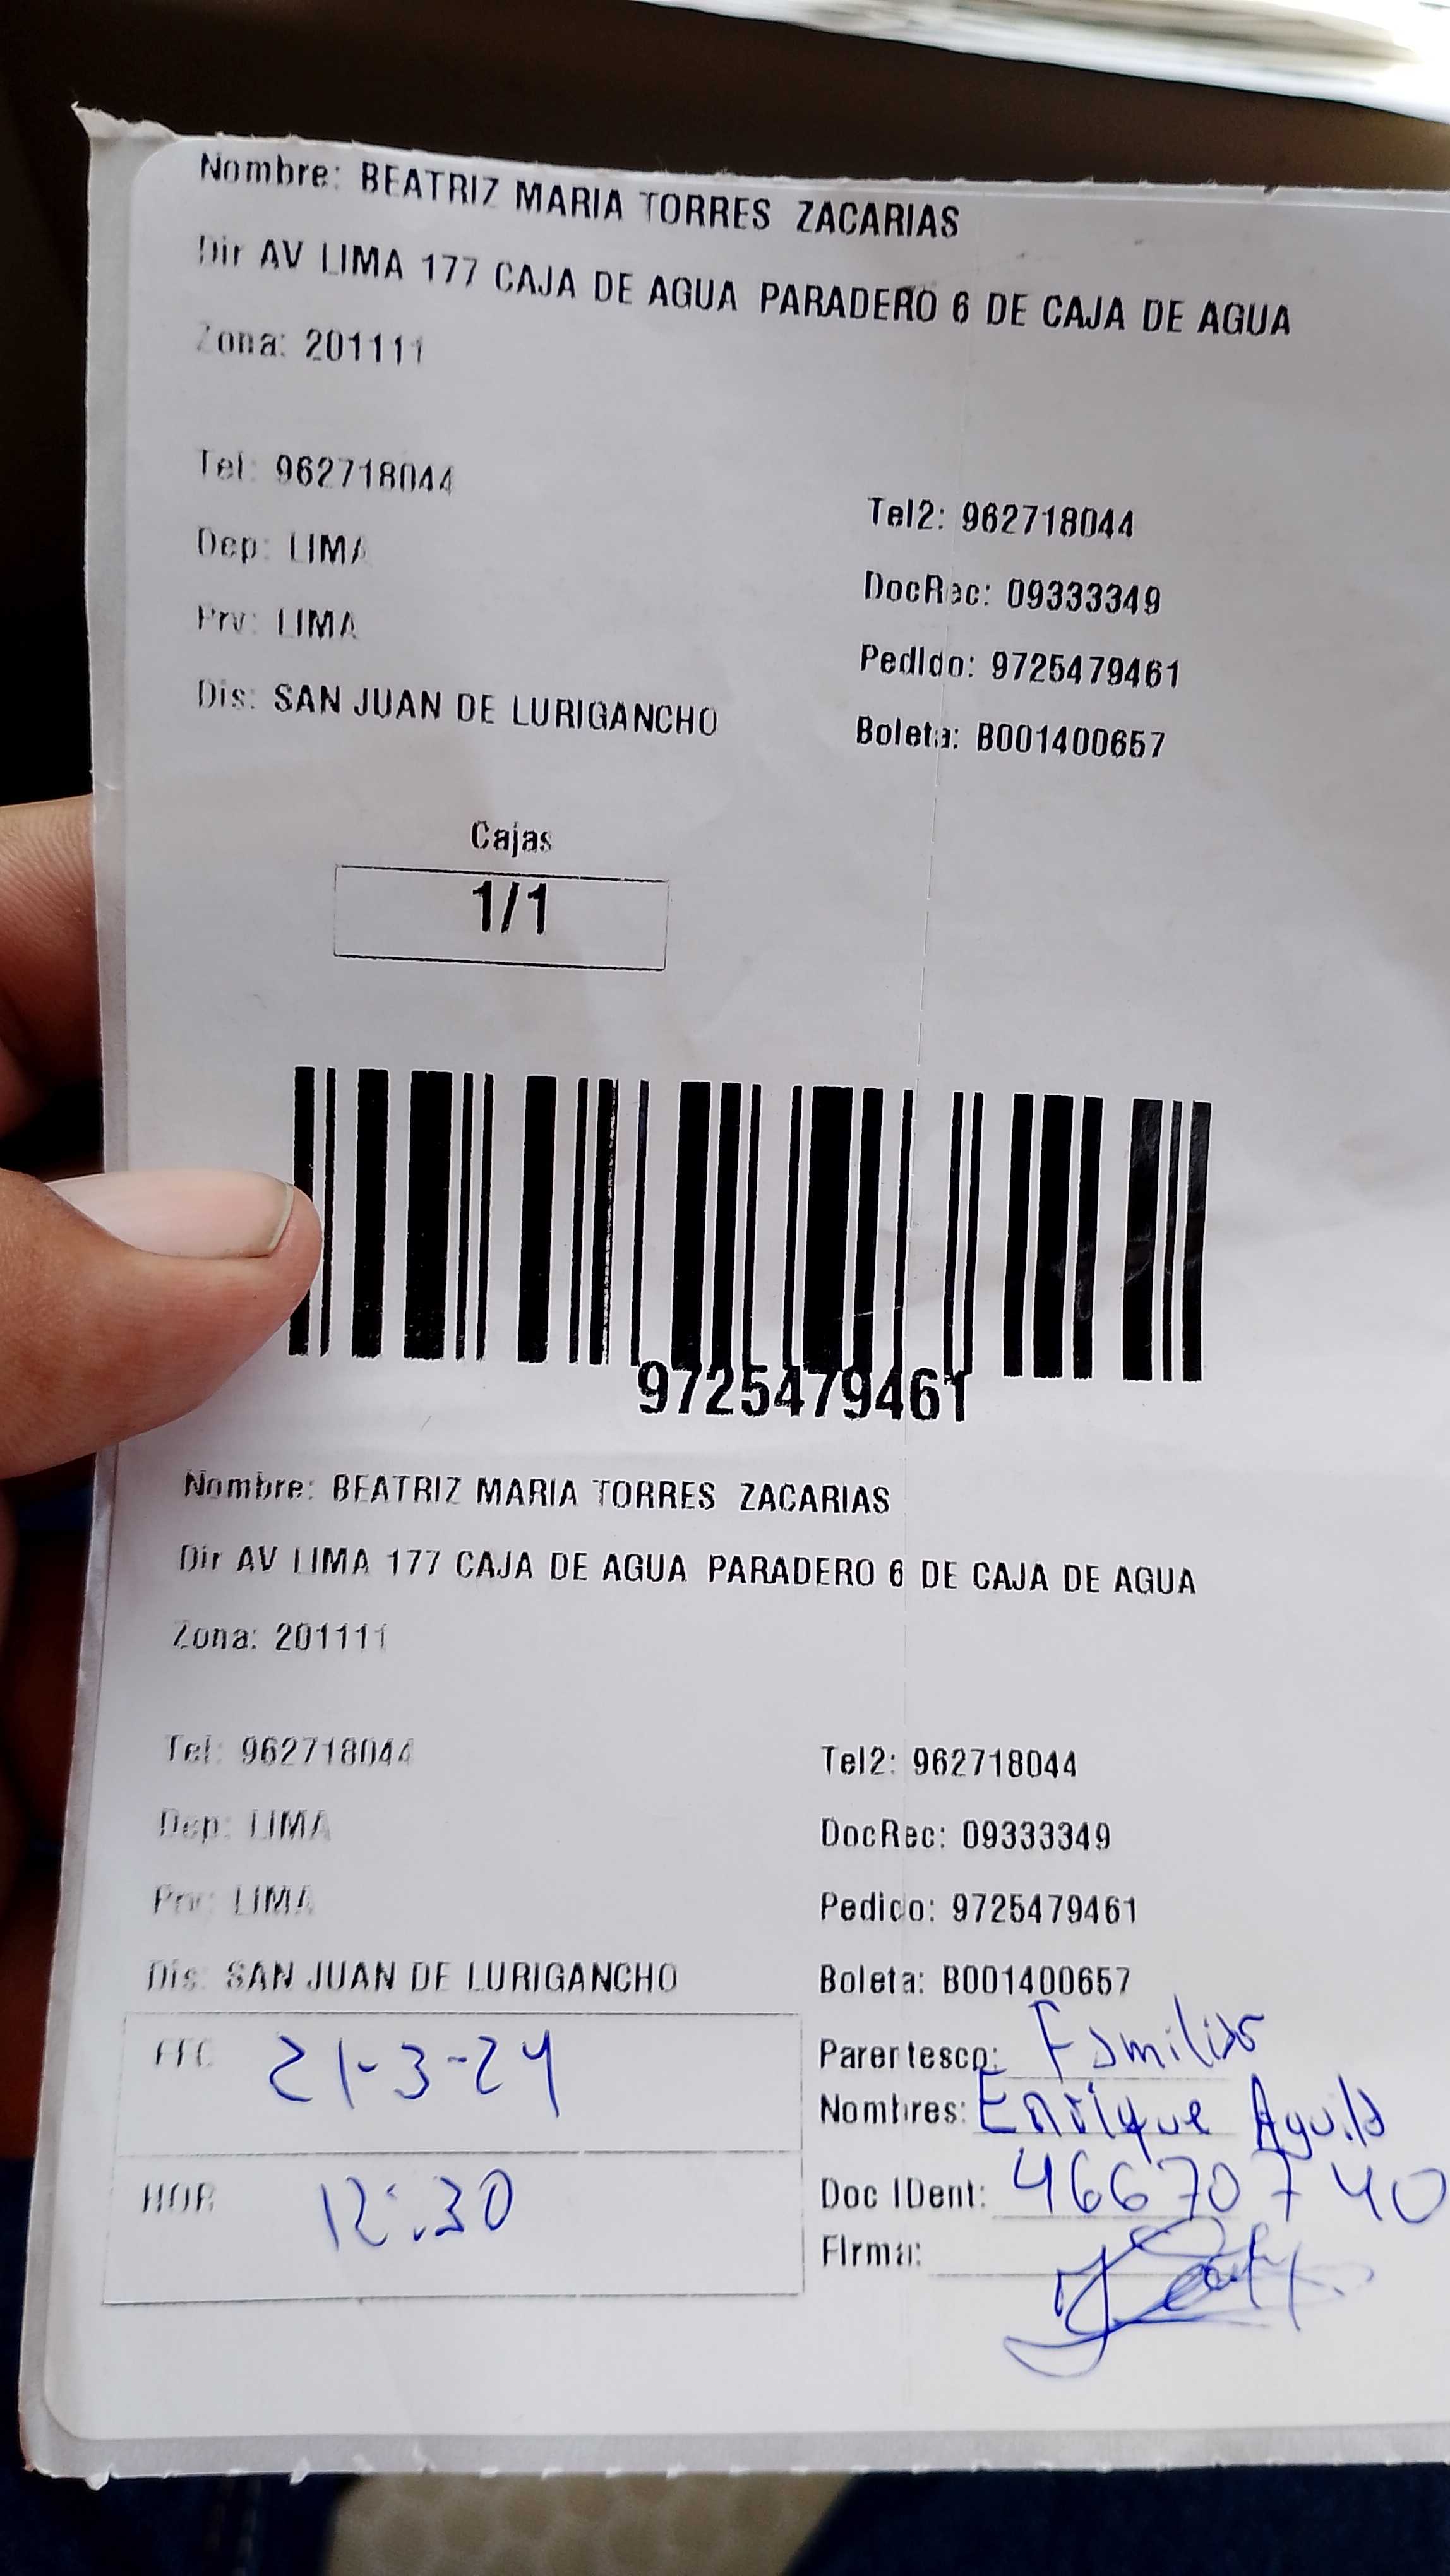 Nombre: BEATRIZ MARIA TORRES ZACARIAS
Dir AV LIMA 177 CAJA DE AGUA PARADERO 6 DE CAJA DE AGUA
Zona: 201111
Tel: 962718044 Tel2: 962718044
Dep: LIMA DocRec: 09333349
Prv: LIMA Pedido: 9725479461
Dis: SAN JUAN DE LURIGANCHO Boleta: B001400657
Cajas
1/1
9725479461
Nombre: BEATRIZ MARIA TORRES ZACARIAS
Dir AV LIMA 177 CAJA DE AGUA PARADERO 6 DE CAJA DE AGUA
Zona: 201111
Tel: 962718044 Tel2: 962718044
Dep: LIMA DocRec: 09333349
Prv: LIMA Pedido: 9725479461
Dis: SAN JUAN DE LURIGANCHO Boleta: B001400657
21-3-24 Parentesco: Familiar
Nombres: Enrique Aguila
HOR 12:30 Doc IDent: 46670740
Firma: